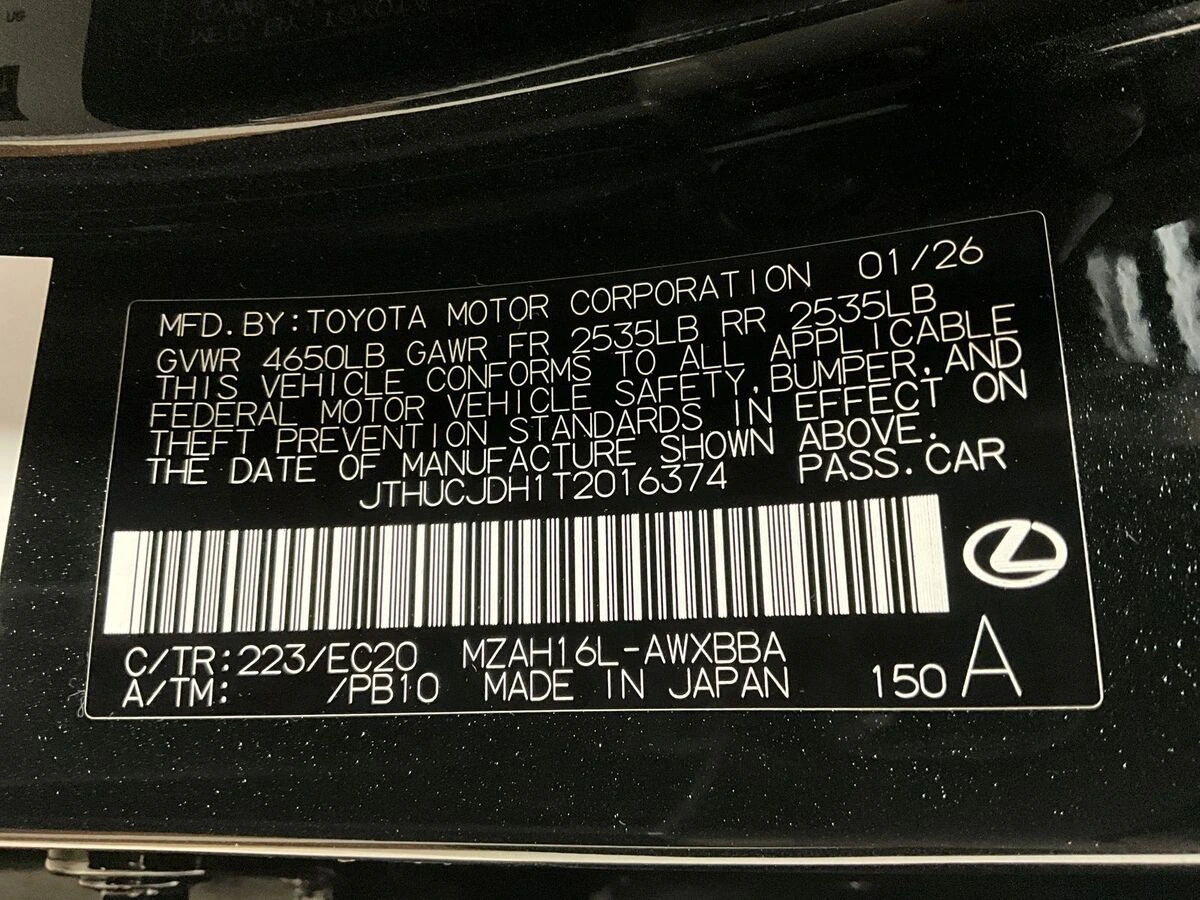 MFD.BY:TOYOTA MOTOR CORPORATION 01/26
GVWR 4650LB GAWR FR 2535LB RR 2535LB
THIS VEHICLE CONFORMS TO ALL APPLICABLE
FEDERAL MOTOR VEHICLE SAFETY,BUMPER,AND
THEFT PREVENTION STANDARDS IN EFFECT ON
THE DATE OF MANUFACTURE SHOWN ABOVE.
JTHUCJDH1T2016374 PASS.CAR
C/TR:223/EC20 MZAH16L-AWXBBA
A/TM: /PB10 MADE IN JAPAN 150 A